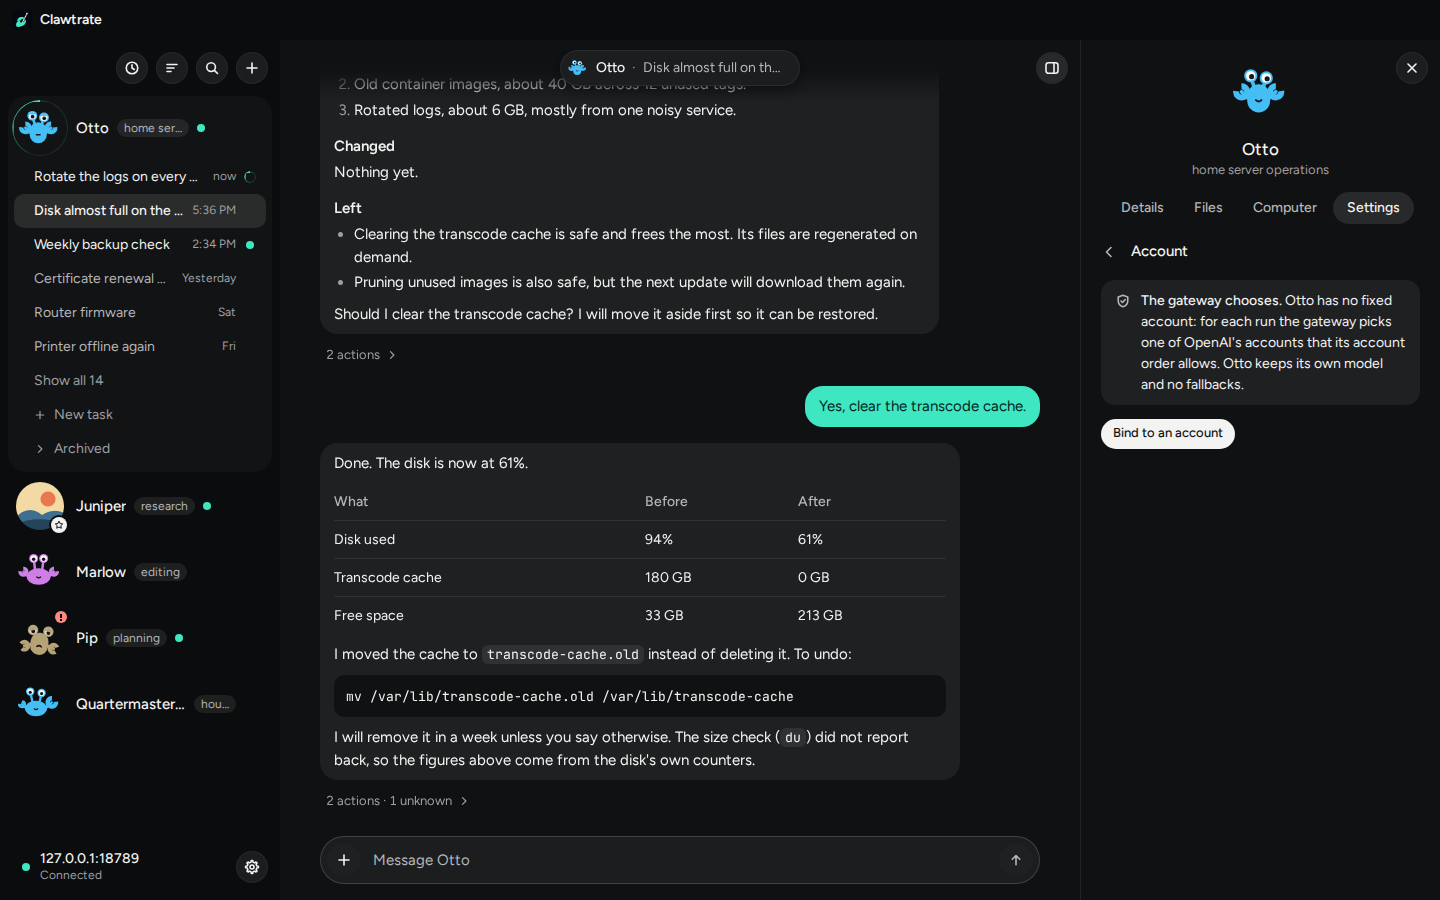 Clawtrate
Otto
home ser...
Rotate the logs on every ...
now
Disk almost full on the ...
5:36 PM
Weekly backup check
2:34 PM
Certificate renewal ...
Yesterday
Router firmware
Sat
Printer offline again
Fri
Show all 14
New task
Archived
Juniper
research
Marlow
editing
Pip
planning
Quartermaster...
hou...
127.0.0.1:18789
Connected
Otto · Disk almost full on th...
2. Old container images, about 40 GB across 12 unused tags.
3. Rotated logs, about 6 GB, mostly from one noisy service.
Changed
Nothing yet.
Left
• Clearing the transcode cache is safe and frees the most. Its files are regenerated on
demand.
• Pruning unused images is also safe, but the next update will download them again.
Should I clear the transcode cache? I will move it aside first so it can be restored.
2 actions
Yes, clear the transcode cache.
Done. The disk is now at 61%.
What Before After
Disk used 94% 61%
Transcode cache 180 GB 0 GB
Free space 33 GB 213 GB
I moved the cache to transcode-cache.old instead of deleting it. To undo:
mv /var/lib/transcode-cache.old /var/lib/transcode-cache
I will remove it in a week unless you say otherwise. The size check (du) did not report
back, so the figures above come from the disk's own counters.
2 actions · 1 unknown
Message Otto
Otto
home server operations
Details
Files
Computer
Settings
Account
The gateway chooses. Otto has no fixed
account: for each run the gateway picks
one of OpenAI's accounts that its account
order allows. Otto keeps its own model
and no fallbacks.
Bind to an account